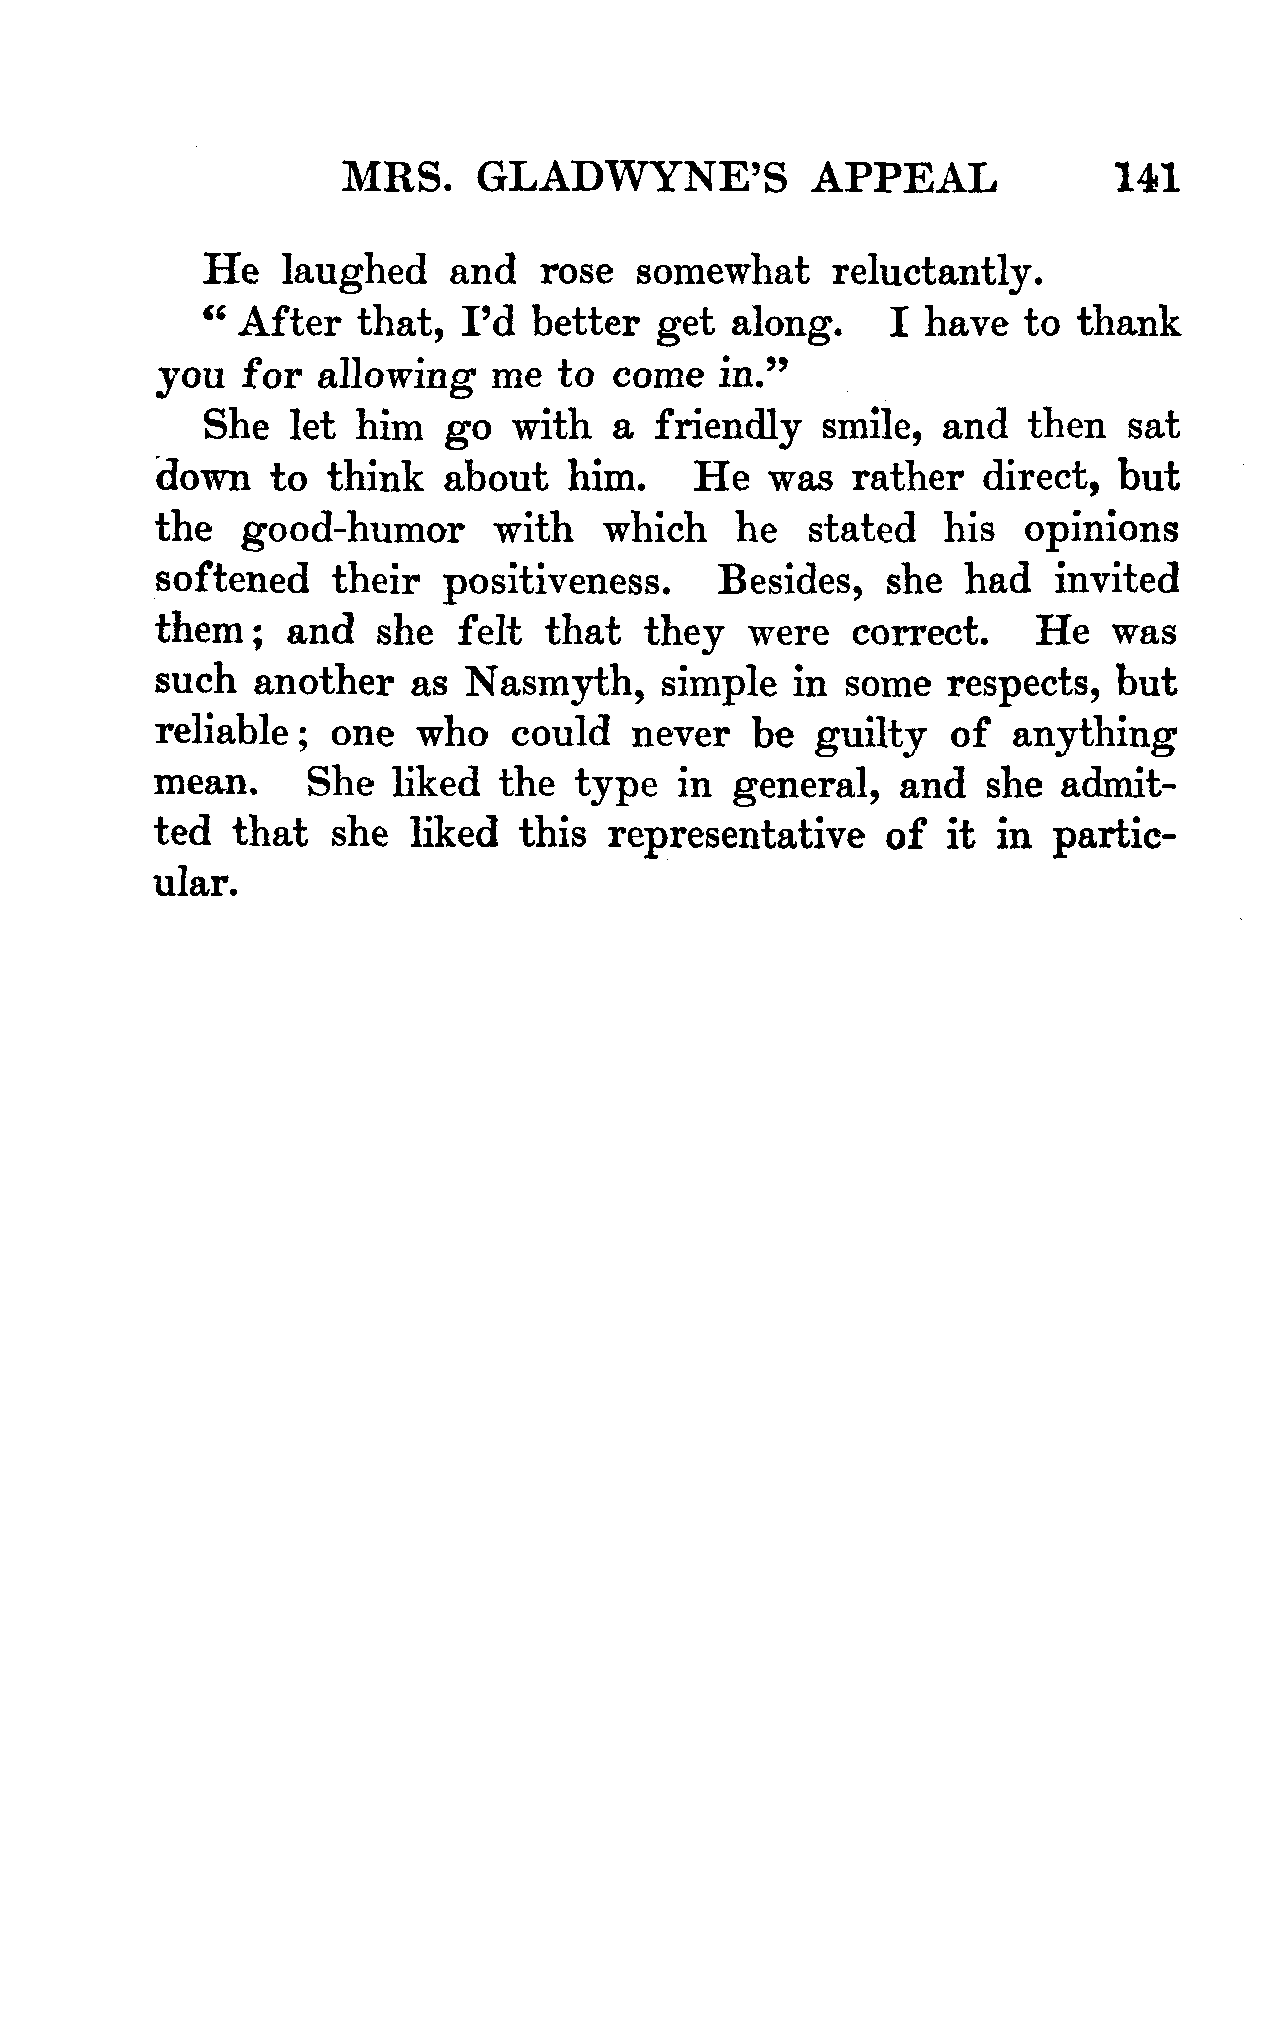 MRS. GLADWYNE'S APPEAL 141
He laughed and rose somewhat reluctantly.
“ After that, I’d better get along. I have to thank
you for allowing me to come in.”
She let him go with a friendly smile, and then sat
down to think about him. He was rather direct, but
the good-humor with which he stated his opinions
softened their positiveness. Besides, she had invited
them; and she felt that they were correct. He was
such another as Nasmyth, simple in some respects, but
reliable; one who could never be guilty of anything
mean. She liked the type in general, and she admit-
ted that she liked this representative of it in partic-
ular.